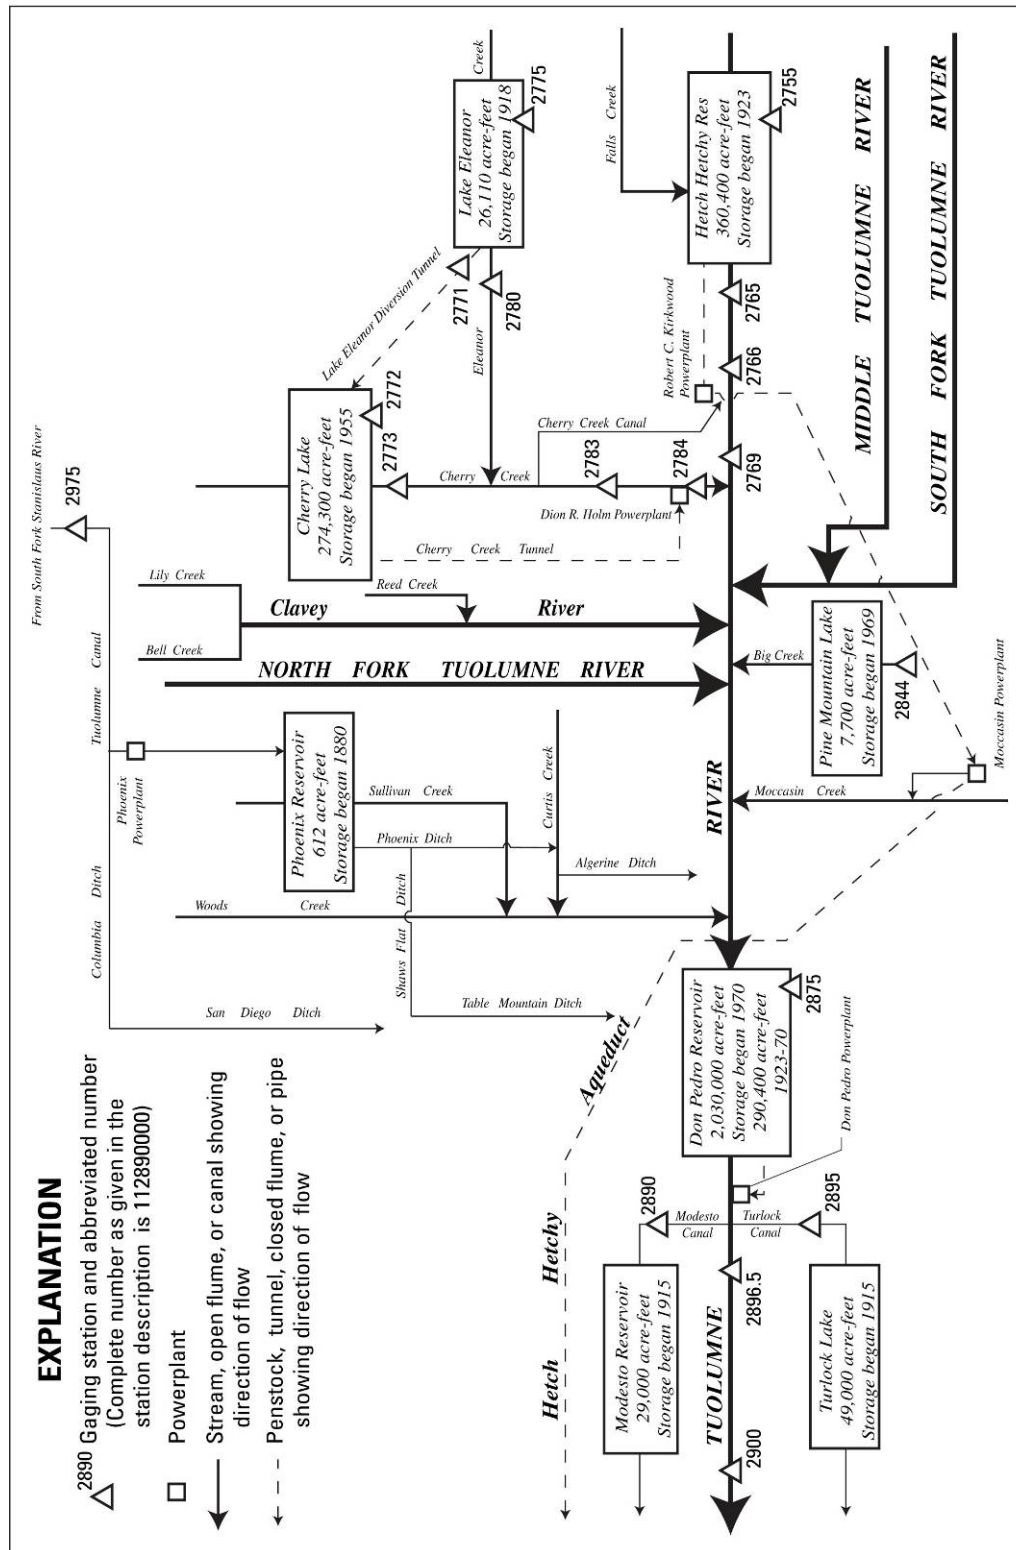 EXPLANATION
2890 Gaging station and abbreviated number
(Complete number as given in the
station description is 112890000)
Powerplant
Stream, open flume, or canal showing
direction of flow
Penstock, tunnel, closed flume, or pipe
showing direction of flow
From South Fork Stanislaus River
2975
Tuolumne Canal
Columbia Ditch
San Diego Ditch
Phoenix
Powerplant
Lily Creek
Bell Creek
Clavey River
Reed Creek
NORTH FORK TUOLUMNE RIVER
Phoenix Reservoir
612 acre-feet
Storage began 1880
Sullivan Creek
Phoenix Ditch
Curtis Creek
Algerine Ditch
Woods Creek
Shaws Flat Ditch
Table Mountain Ditch
Cherry Lake
274,300 acre-feet
Storage began 1955
2772
2773
Lake Eleanor Diversion Tunnel
2771
Lake Eleanor
26,110 acre-feet
Storage began 1918
Creek
2775
2780
Eleanor
Cherry Creek
Cherry Creek Canal
Cherry Creek Tunnel
2783
2784
Dion R. Holm Powerplant
Falls Creek
Hetch Hetchy Res
360,400 acre-feet
Storage began 1923
2755
2765
2766
2769
Robert C. Kirkwood
Powerplant
MIDDLE TUOLUMNE RIVER
SOUTH FORK TUOLUMNE RIVER
Big Creek
Pine Mountain Lake
7,700 acre-feet
Storage began 1969
2844
Moccasin Powerplant
Moccasin Creek
RIVER
Hetch Hetchy Aqueduct
Don Pedro Reservoir
2,030,000 acre-feet
Storage began 1970
290,400 acre-feet
1923-70
2875
Don Pedro Powerplant
2890
Modesto
Canal
Turlock
Canal
2895
Modesto Reservoir
29,000 acre-feet
Storage began 1915
2896.5
TUOLUMNE
2900
Turlock Lake
49,000 acre-feet
Storage began 1915